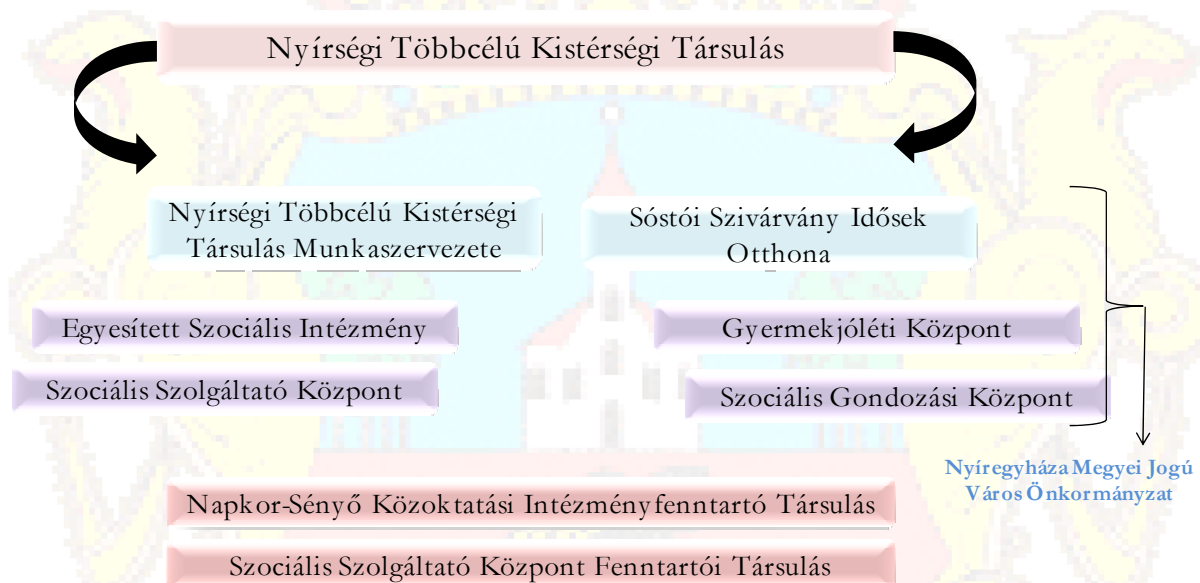 Nyírségi Többcélú Kistérségi Társulás
Nyírségi Többcélú Kistérségi
Társulás Munkaszervezete
Sóstói Szivárvány Idősek
Otthona
Egyesített Szociális Intézmény
Gyermekjóléti Központ
Szociális Szolgáltató Központ
Szociális Gondozási Központ
Nyíregyháza Megyei Jogú
Város Önkormányzat
Napkor-Sényő Közoktatási Intézményfenntartó Társulás
Szociális Szolgáltató Központ Fenntartói Társulás